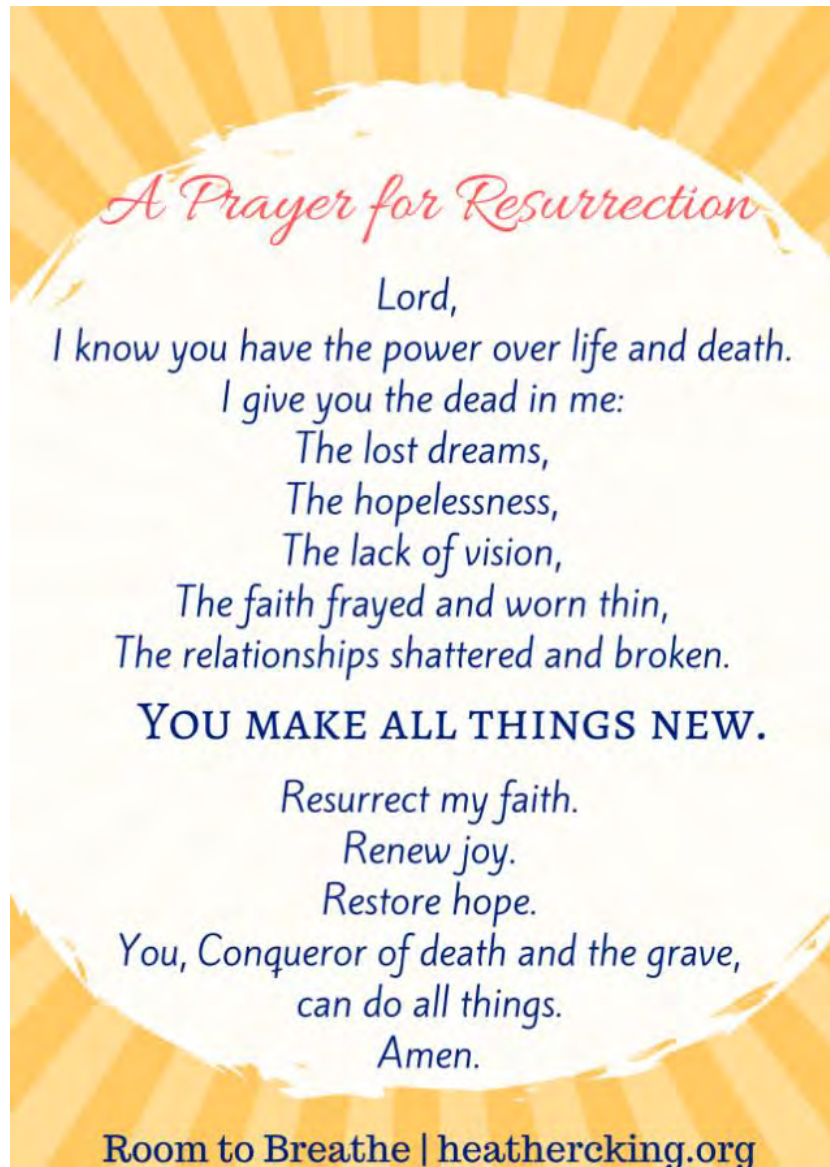 A Prayer for Resurrection
Lord,
I know you have the power over life and death.
I give you the dead in me:
The lost dreams,
The hopelessness,
The lack of vision,
The faith frayed and worn thin,
The relationships shattered and broken.
You make all things new.
Resurrect my faith.
Renew joy.
Restore hope.
You, Conqueror of death and the grave,
can do all things.
Amen.
Room to Breathe | heathercking.org